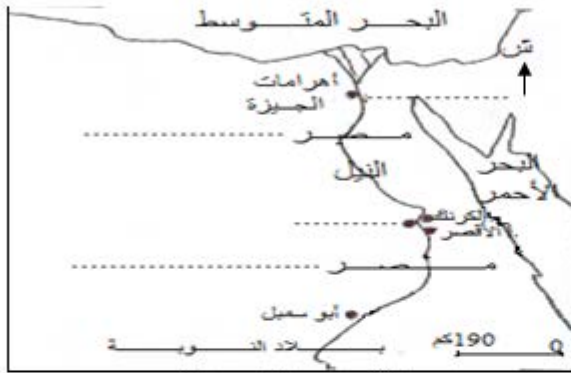 البحر المتوسط
ش
أهرامات
الجيزة
مصر
النيل
البحر
الأحمر
الكرنك
الأقصر
مصر
أبو سمبل
بلاد النوبة
190كم
0